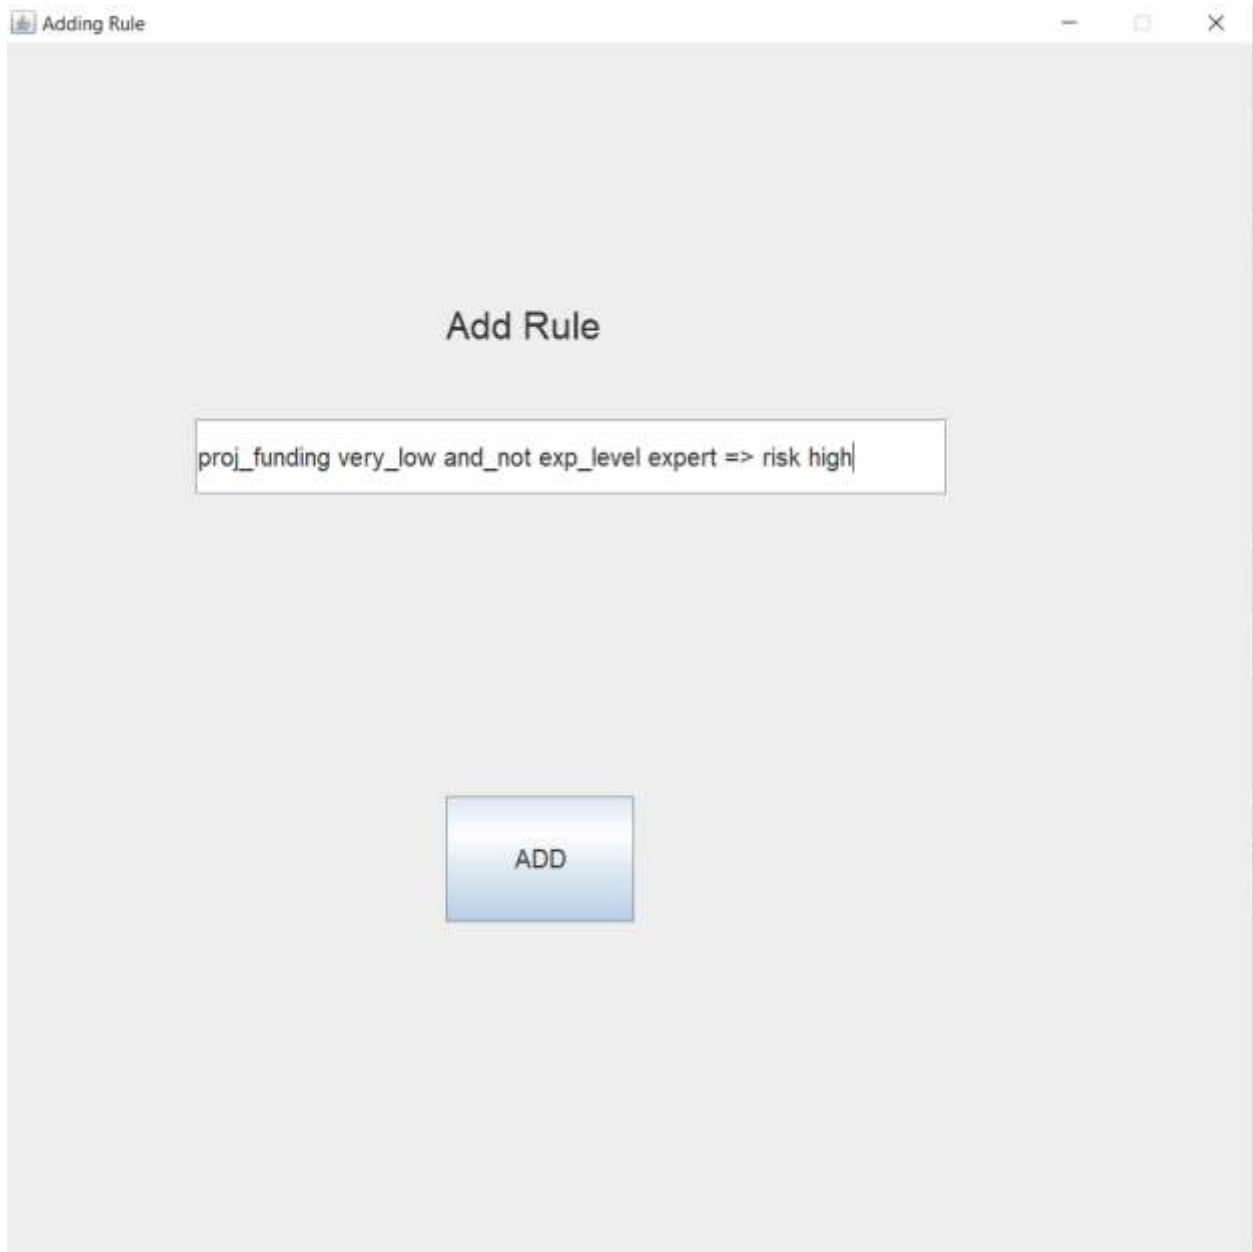 Adding Rule
Add Rule
proj_funding very_low and_not exp_level expert => risk high
ADD